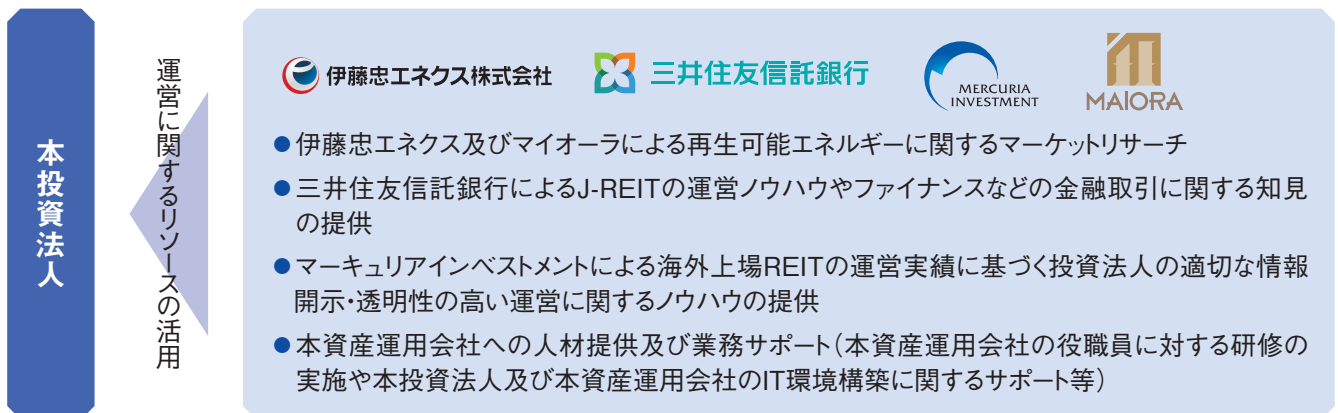 本投資法人
運営に関するリソースの活用
伊藤忠エネクス株式会社
三井住友信託銀行
MERCURIA
INVESTMENT
MAIORA
●伊藤忠エネクス及びマイオーラによる再生可能エネルギーに関するマーケットリサーチ
●三井住友信託銀行によるJ-REITの運営ノウハウやファイナンスなどの金融取引に関する知見
の提供
●マーキュリアインベストメントによる海外上場REITの運営実績に基づく投資法人の適切な情報
開示・透明性の高い運営に関するノウハウの提供
●本資産運用会社への人材提供及び業務サポート(本資産運用会社の役職員に対する研修の
実施や本投資法人及び本資産運用会社のIT環境構築に関するサポート等)